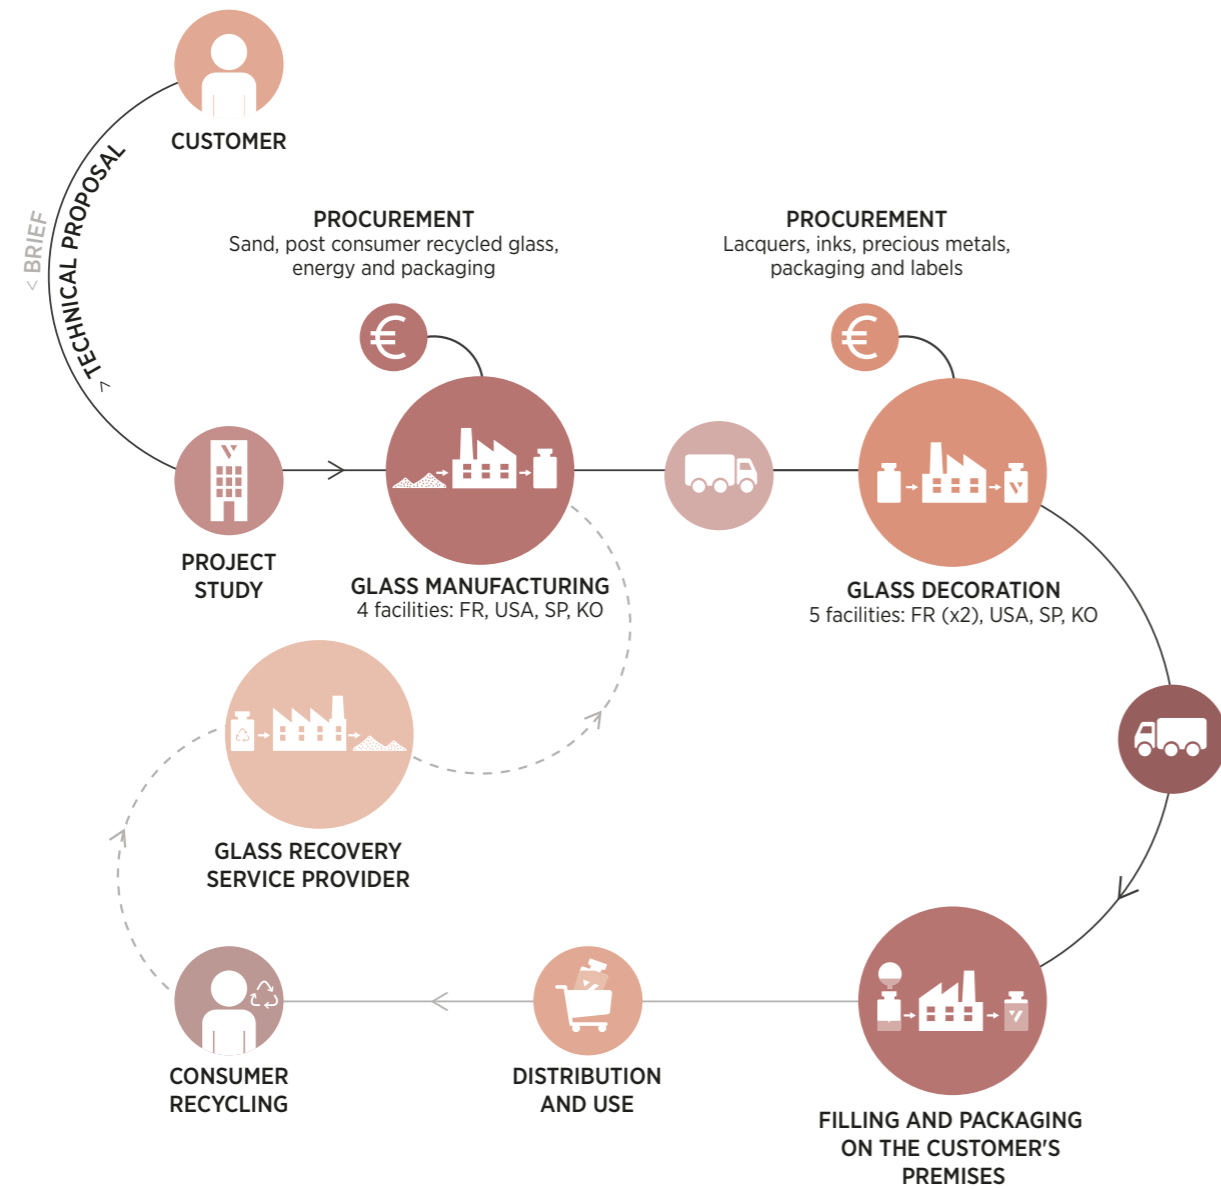 CUSTOMER
< BRIEF
< TECHNICAL PROPOSAL >
PROCUREMENT
Sand, post consumer recycled glass,
energy and packaging
€
PROCUREMENT
Lacquers, inks, precious metals,
packaging and labels
€
PROJECT
STUDY
GLASS MANUFACTURING
4 facilities: FR, USA, SP, KO
GLASS DECORATION
5 facilities: FR (x2), USA, SP, KO
GLASS RECOVERY
SERVICE PROVIDER
CONSUMER
RECYCLING
DISTRIBUTION
AND USE
FILLING AND PACKAGING
ON THE CUSTOMER'S
PREMISES